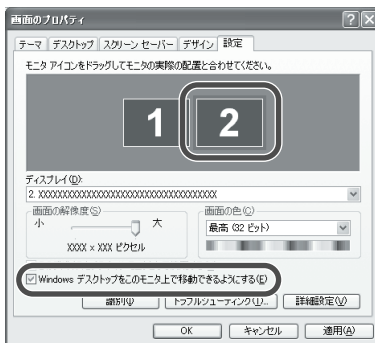 画面のプロパティ
テーマ デスクトップ スクリーン セーバー デザイン 設定
モニタ アイコンをドラッグしてモニタの実際の配置と合わせてください。
1 2
ディスプレイ(D):
2. XXXXXXXXXXXXXXXXXXXXXXXXXXXXXXXXXX
画面の解像度(S) 画面の色(C)
小 大 最高 (32 ビット)
XXXX × XXX ピクセル
Windows デスクトップをこのモニタ上で移動できるようにする(E)
識別(I) トラブルシューティング(T)... 詳細設定(V)
OK キャンセル 適用(A)